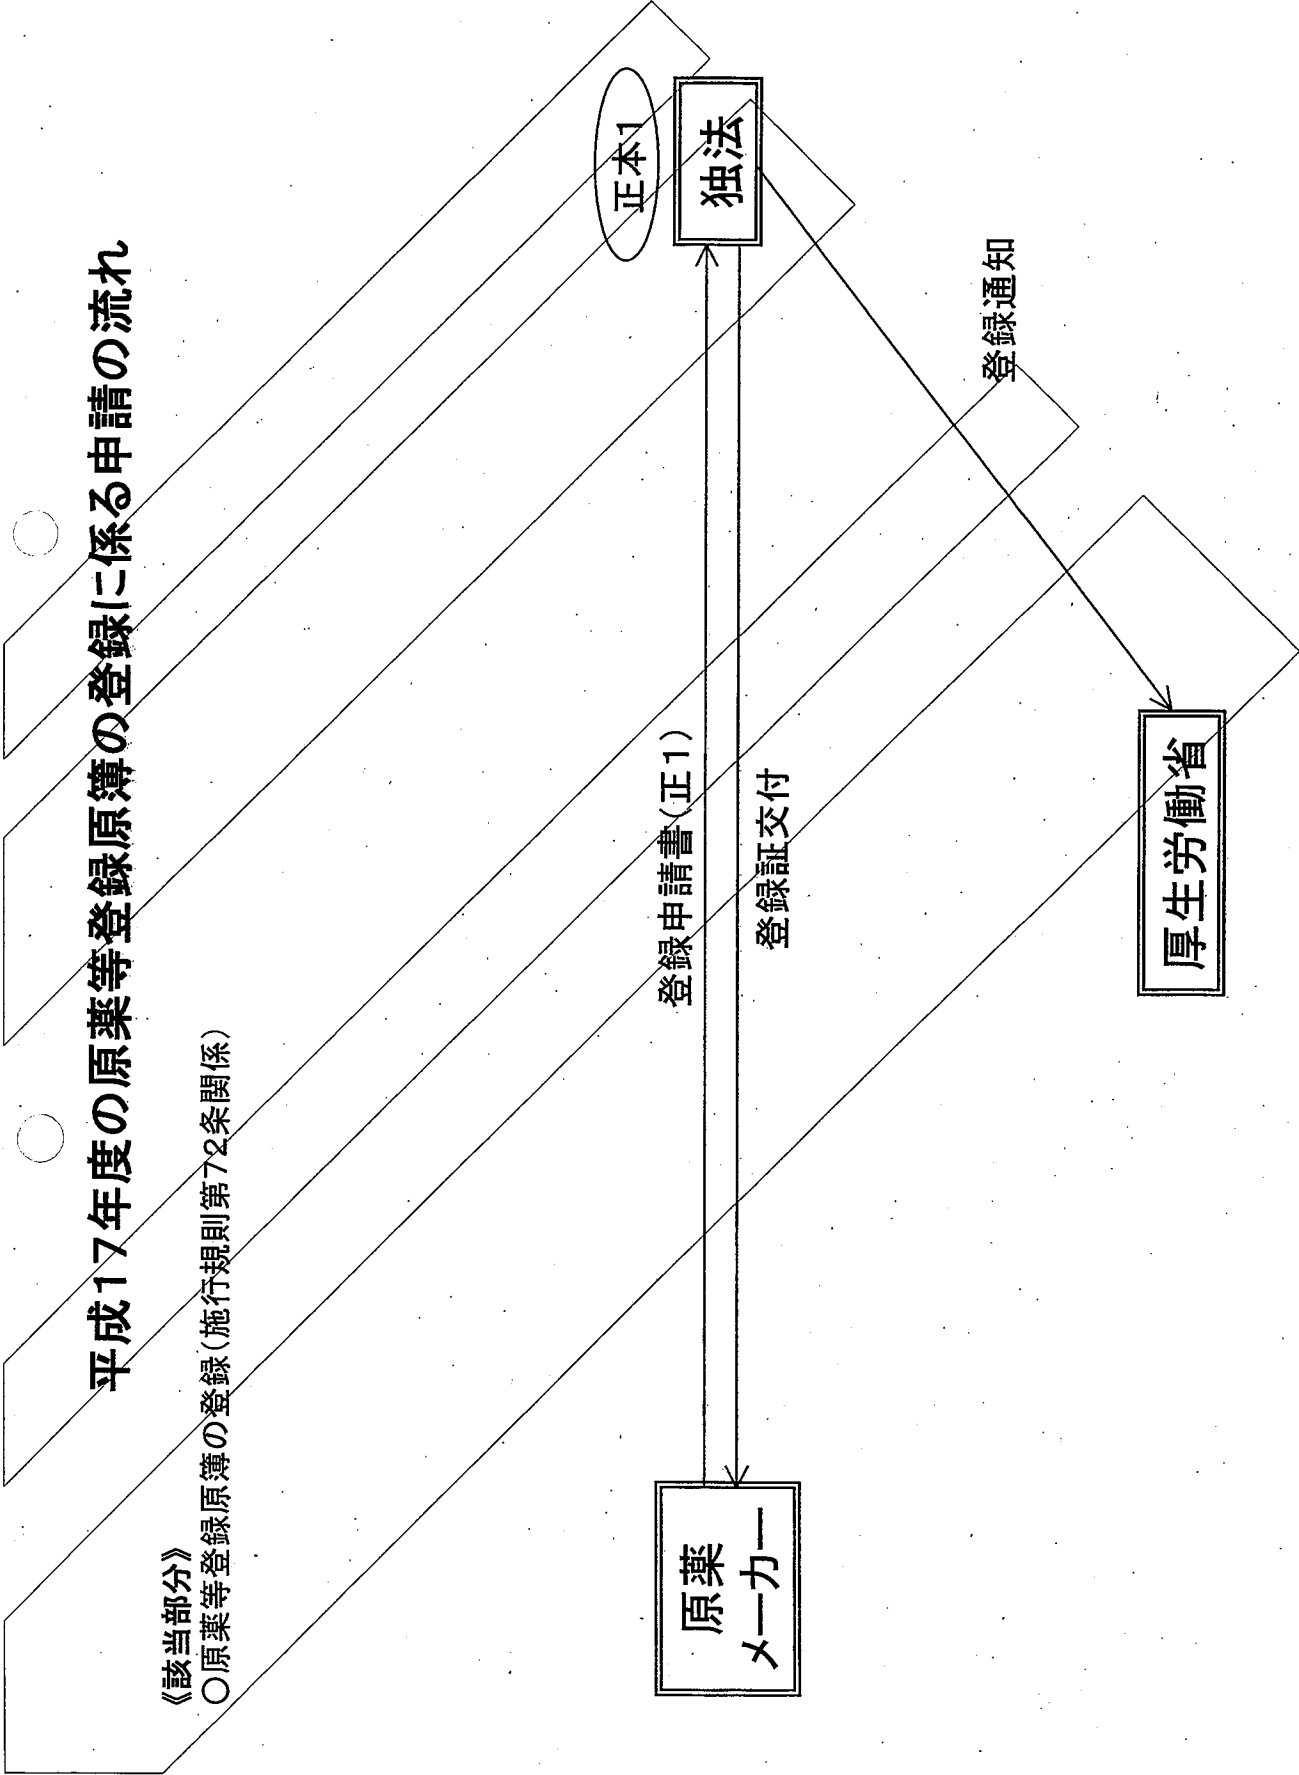 平成17年度の原薬等登録原簿の登録に係る申請の流れ
《該当部分》
○原薬等登録原簿の登録(施行規則第72条関係)
正本1
原薬
メーカー
登録申請書(正1)
登録証交付
独法
登録通知
厚生労働省